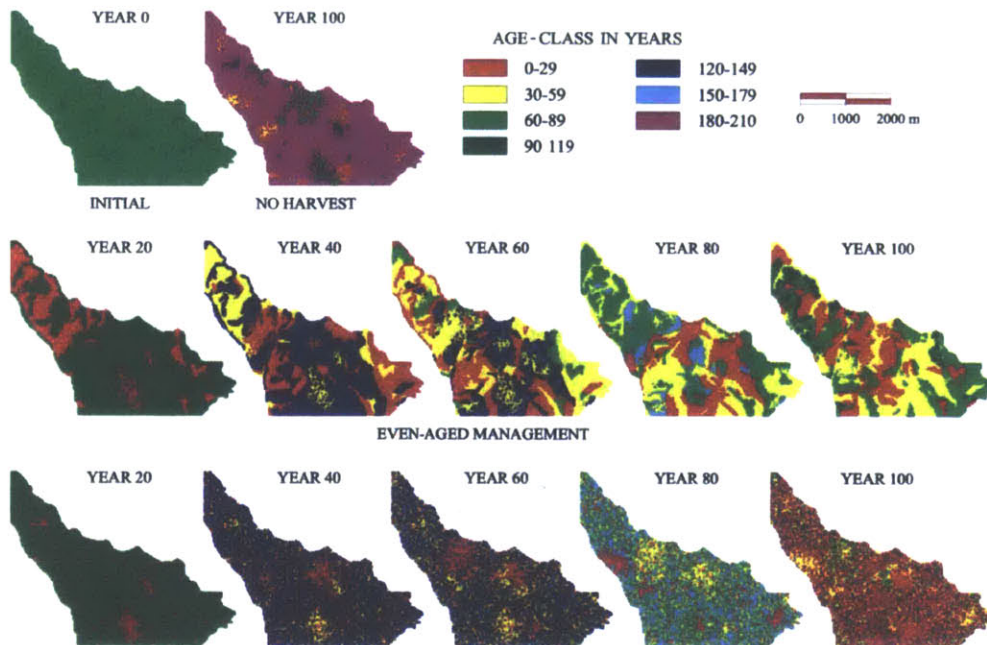 YEAR 0 YEAR 100
AGE-CLASS IN YEARS
0-29 120-149
30-59 150-179
60-89 180-210
90 119
0 1000 2000 m
INITIAL NO HARVEST
YEAR 20 YEAR 40 YEAR 60 YEAR 80 YEAR 100
EVEN-AGED MANAGEMENT
YEAR 20 YEAR 40 YEAR 60 YEAR 80 YEAR 100